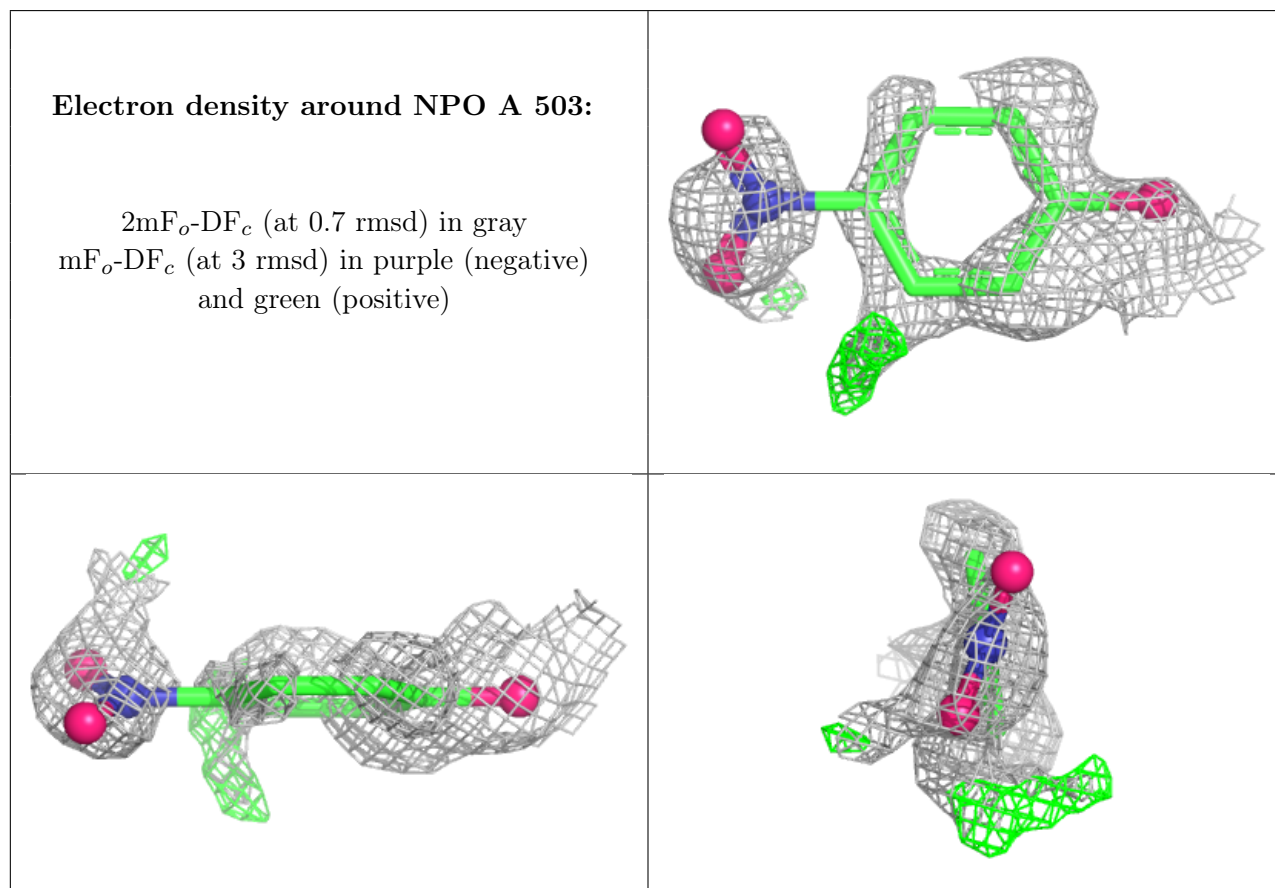 Electron density around NPO A 503:
2mFo-DFc (at 0.7 rmsd) in gray
mFo-DFc (at 3 rmsd) in purple (negative)
and green (positive)